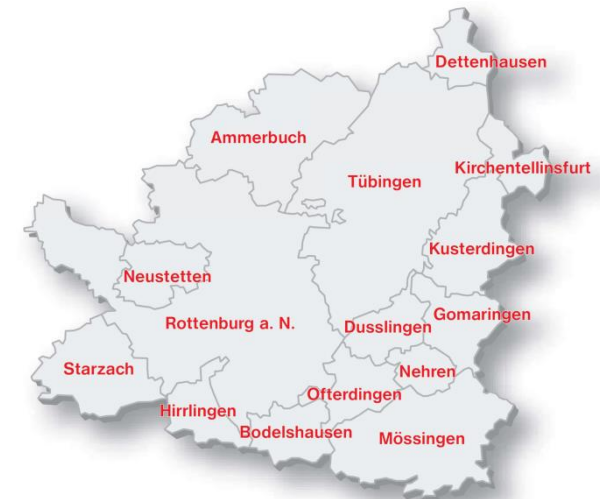 Dettenhausen
Ammerbuch
Kirchentellinsfurt
Tübingen
Kusterdingen
Neustetten
Gomaringen
Rottenburg a. N.
Dusslingen
Starzach
Nehren
Ofterdingen
Hirrlingen
Bodelshausen
Mössingen